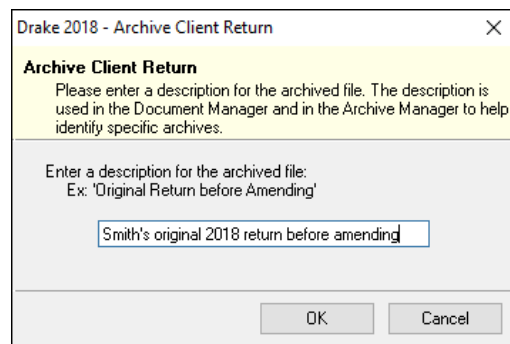 Drake 2018 - Archive Client Return
Archive Client Return
Please enter a description for the archived file. The description is
used in the Document Manager and in the Archive Manager to help
identify specific archives.
Enter a description for the archived file:
Ex: 'Original Return before Amending'
Smith's original 2018 return before amending
OK
Cancel